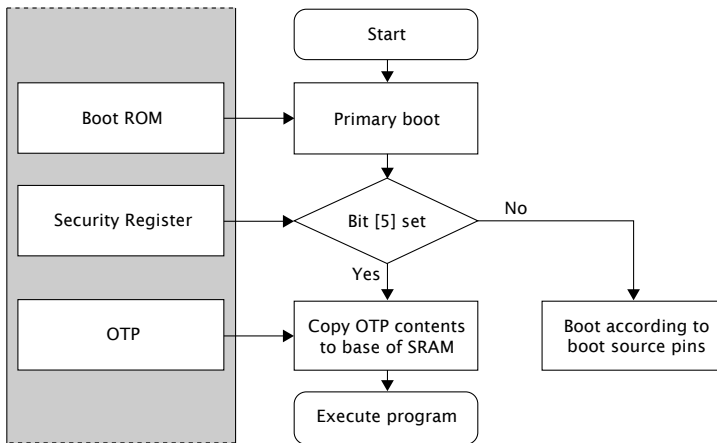 Start
Boot ROM
Primary boot
Security Register
Bit [5] set
No
Yes
OTP
Copy OTP contents
to base of SRAM
Boot according to
boot source pins
Execute program